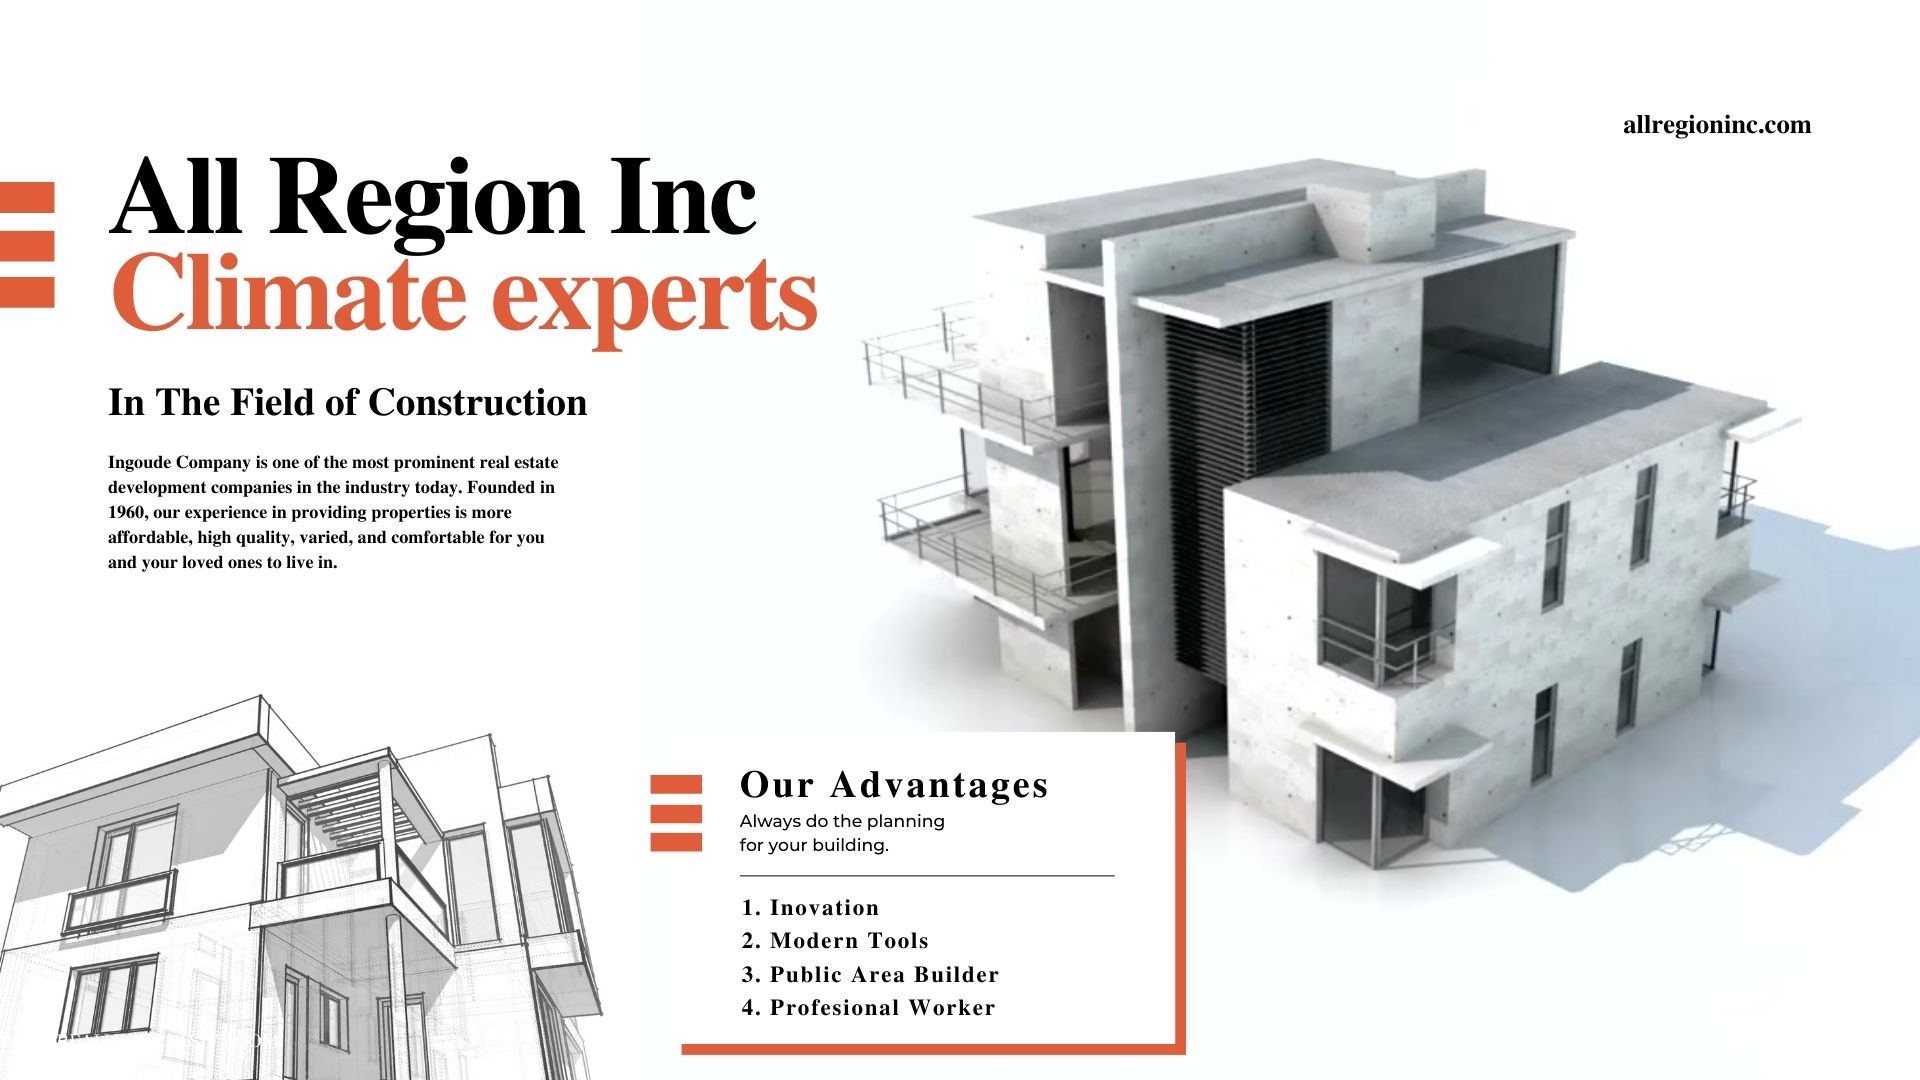 allregioninc.com
All Region Inc
Climate experts
In The Field of Construction
Ingoude Company is one of the most prominent real estate
development companies in the industry today. Founded in
1960, our experience in providing properties is more
affordable, high quality, varied, and comfortable for you
and your loved ones to live in.
Our Advantages
Always do the planning
for your building.
1. Inovation
2. Modern Tools
3. Public Area Builder
4. Profesional Worker